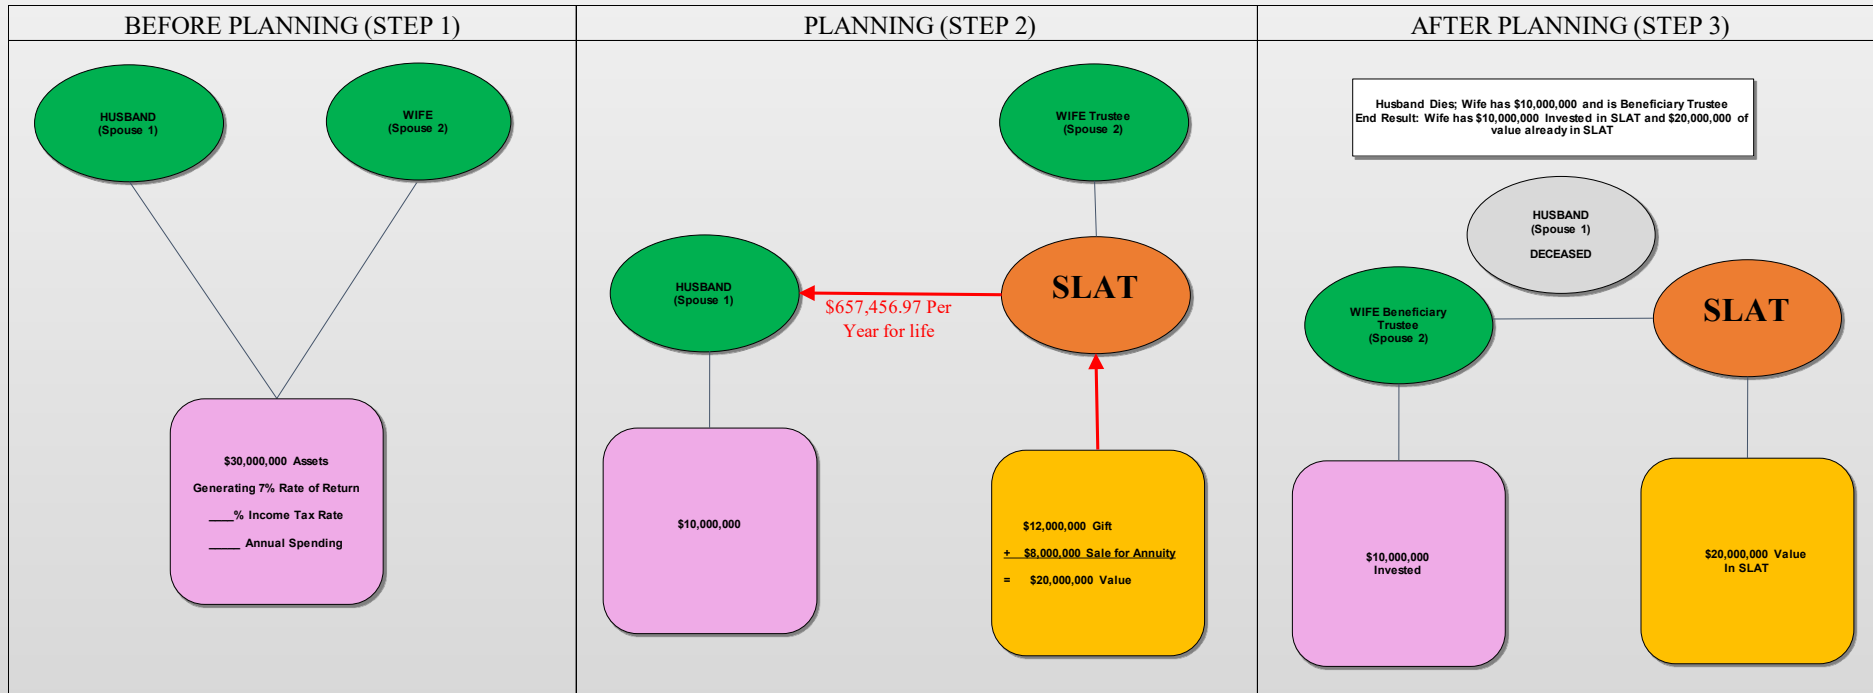 BEFORE PLANNING (STEP 1)
HUSBAND
(Spouse 1)
WIFE
(Spouse 2)
$30,000,000 Assets
Generating 7% Rate of Return
____% Income Tax Rate
_____ Annual Spending
PLANNING (STEP 2)
WIFE Trustee
(Spouse 2)
HUSBAND
(Spouse 1)
SLAT
$657,456.97 Per
Year for life
$10,000,000
$12,000,000 Gift
+ $8,000,000 Sale for Annuity
= $20,000,000 Value
AFTER PLANNING (STEP 3)
Husband Dies; Wife has $10,000,000 and is Beneficiary Trustee
End Result: Wife has $10,000,000 Invested in SLAT and $20,000,000 of
value already in SLAT
HUSBAND
(Spouse 1)
DECEASED
WIFE Beneficiary
Trustee
(Spouse 2)
SLAT
$10,000,000
Invested
$20,000,000 Value
In SLAT